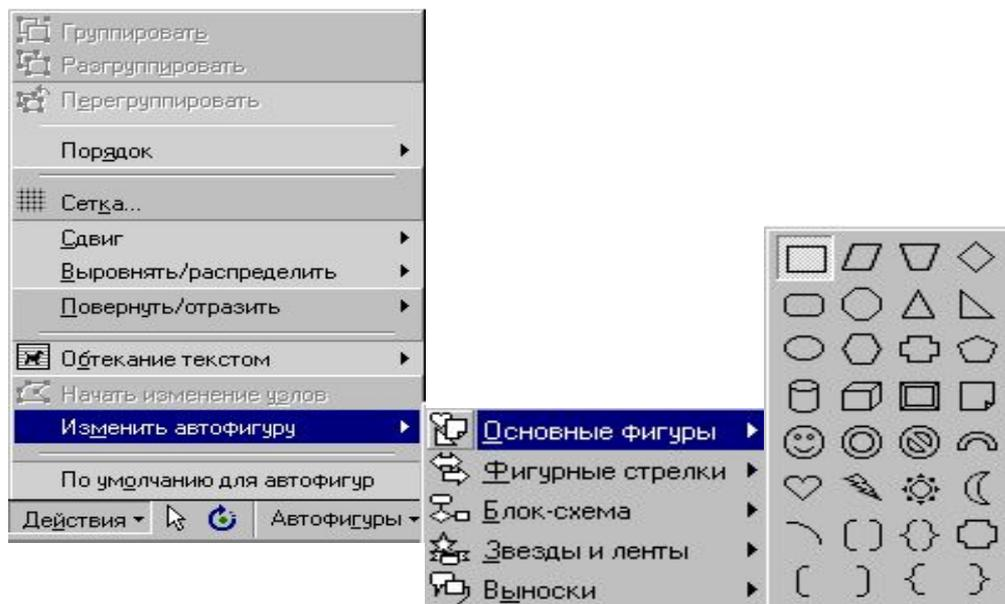 Группировать
Разгруппировать
Перегруппировать
Порядок
Сетка...
Сдвиг
Выровнять/распределить
Повернуть/отразить
Обтекание текстом
Начать изменение узлов
Изменить автофигуру
По умолчанию для автофигур
Действия
Автофигуры
Основные фигуры
Фигурные стрелки
Блок-схема
Звезды и ленты
Выноски